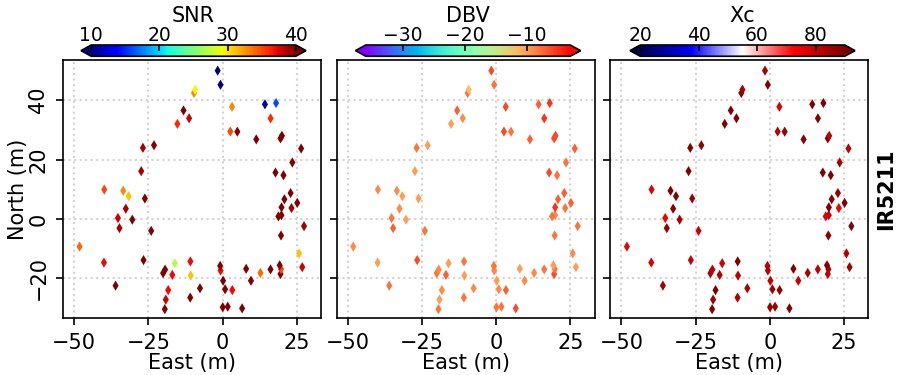 SNR DBV Xc
10 20 30 40 −30 −20 −10 20 40 60 80
40
20
0
−20
North (m)
IR5211
−50 −25 0 25 −50 −25 0 25 −50 −25 0 25
East (m) East (m) East (m)